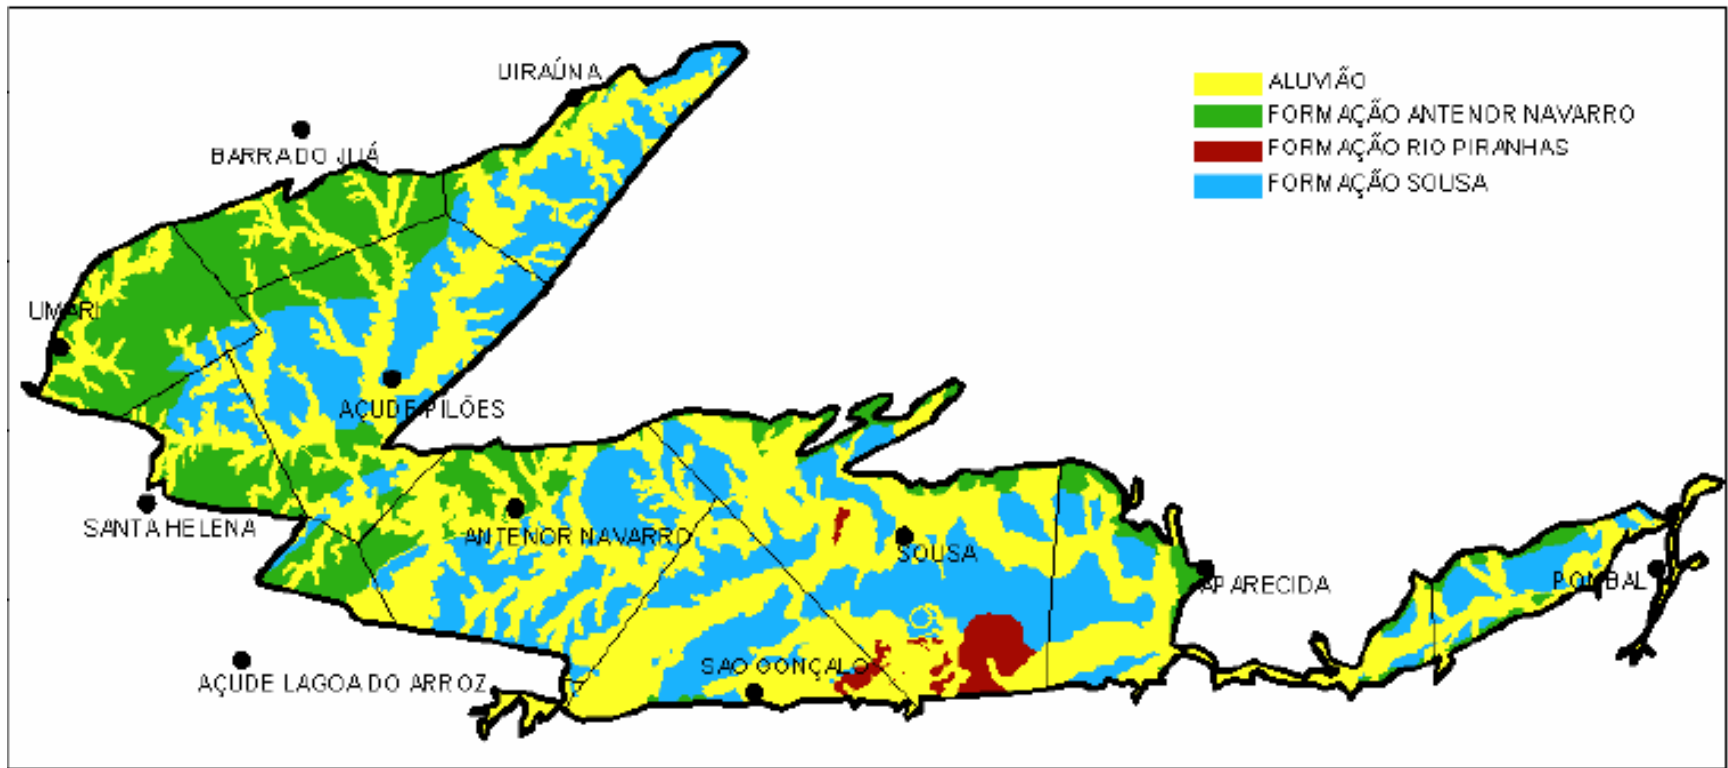 UIRAÚNA
BARRA DO JUÁ
ALUVIÃO
FORMAÇÃO ANTENOR NAVARRO
FORMAÇÃO RIO PIRANHAS
FORMAÇÃO SOUSA
UMARI
AÇUDE PILÕES
SANTA HELENA
ANTENOR NAVARRO
SOUSA
APARECIDA
POMBAL
SAO GONÇALO
AÇUDE LAGOA DO ARROZ